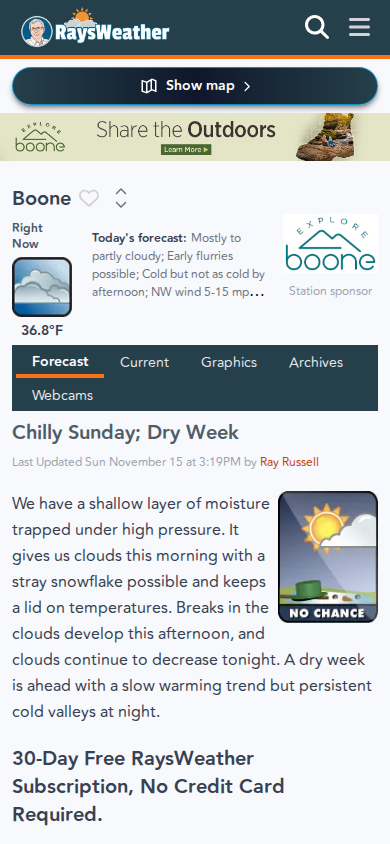 RaysWeather
Show map
EXPLORE
boone
Share the Outdoors
Learn More
Boone
Right
Now
36.8°F
Today's forecast: Mostly to
partly cloudy; Early flurries
possible; Cold but not as cold by
afternoon; NW wind 5-15 mp...
EXPLORE
boone
Station sponsor
Forecast
Current
Graphics
Archives
Webcams
Chilly Sunday; Dry Week
Last Updated Sun November 15 at 3:19PM by Ray Russell
We have a shallow layer of moisture
trapped under high pressure. It
gives us clouds this morning with a
stray snowflake possible and keeps
a lid on temperatures. Breaks in the
clouds develop this afternoon, and
clouds continue to decrease tonight. A dry week
is ahead with a slow warming trend but persistent
cold valleys at night.
NO CHANCE
30-Day Free RaysWeather
Subscription, No Credit Card
Required.